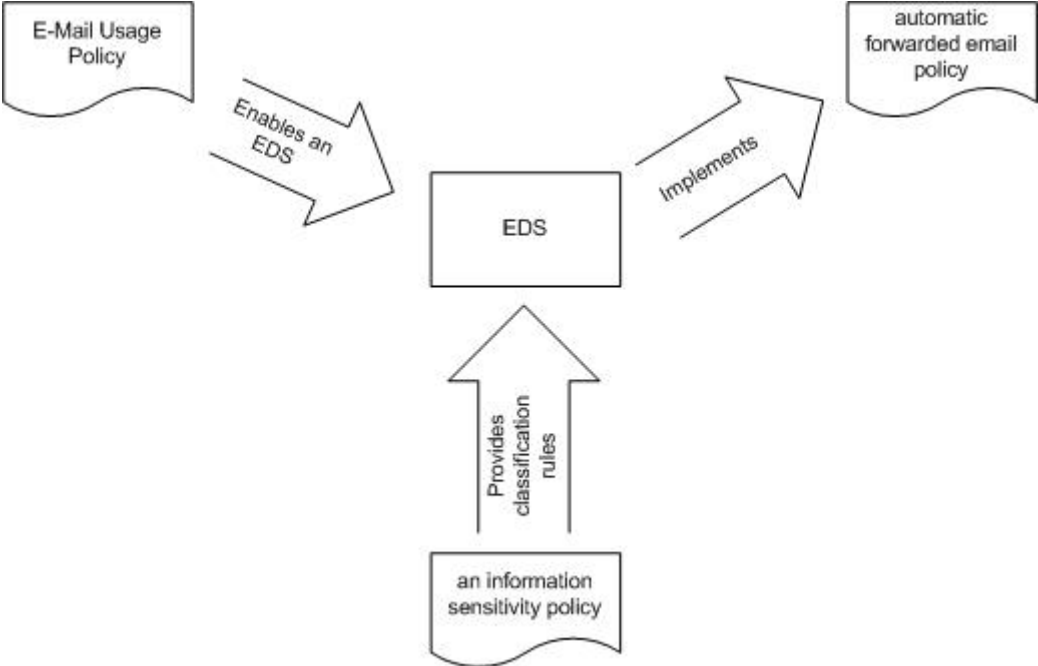 E-Mail Usage
Policy
automatic
forwarded email
policy
Enables an
EDS
Implements
EDS
Provides
classification
rules
an information
sensitivity policy